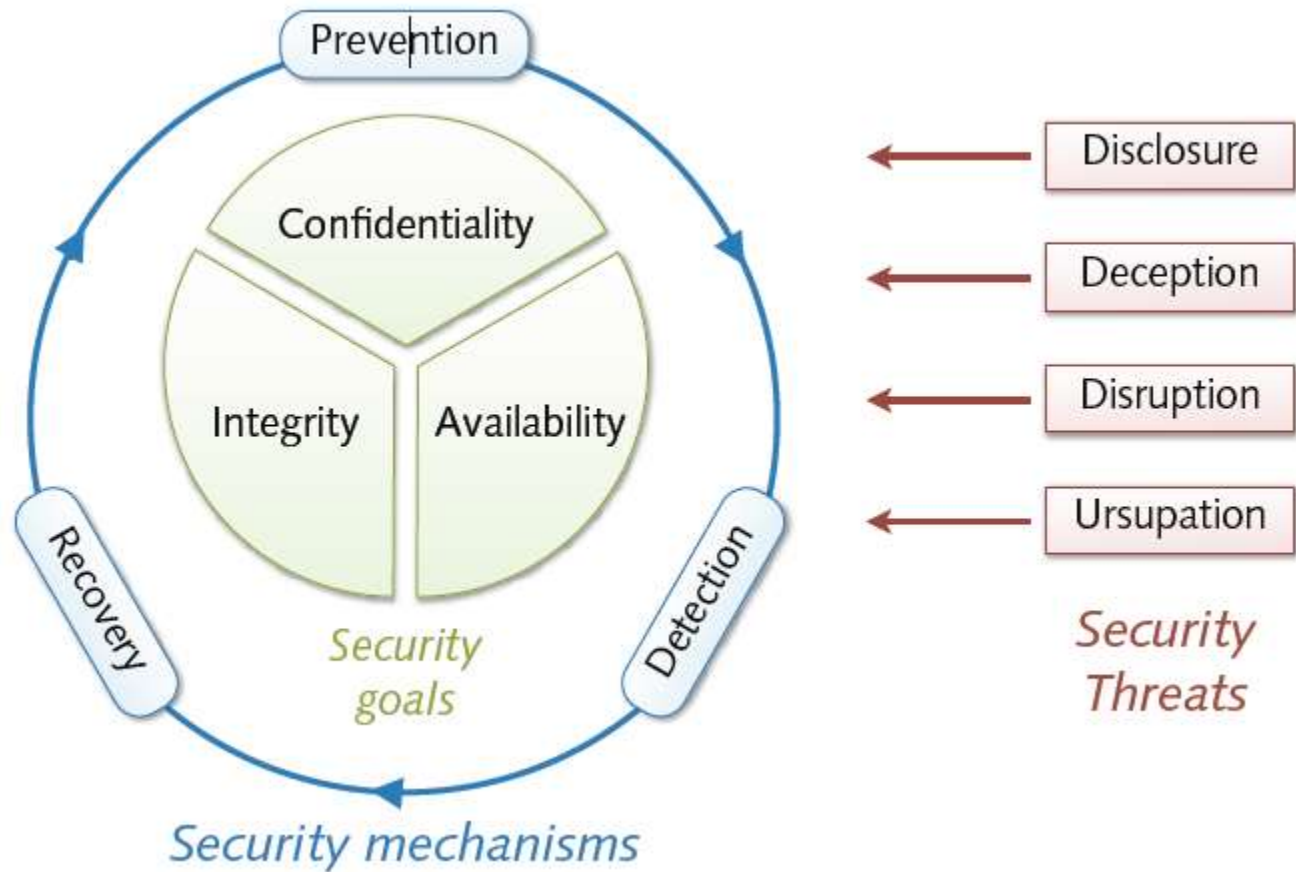 Prevention
Disclosure
Confidentiality
Deception
Integrity
Availability
Disruption
Ursupation
Recovery
Detection
Security
goals
Security
Threats
Security mechanisms